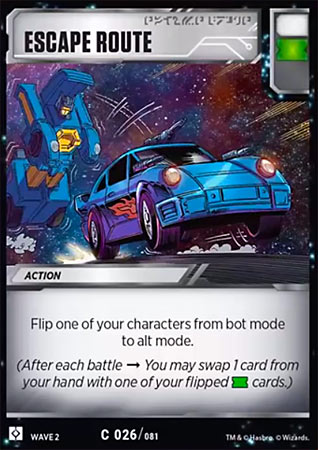 ESCAPE ROUTE
ACTION
Flip one of your characters from bot mode
to alt mode.
(After each battle → You may swap 1 card from
your hand with one of your flipped cards.)
WAVE 2
C 026/081
TM & © Hasbro. © Wizards.